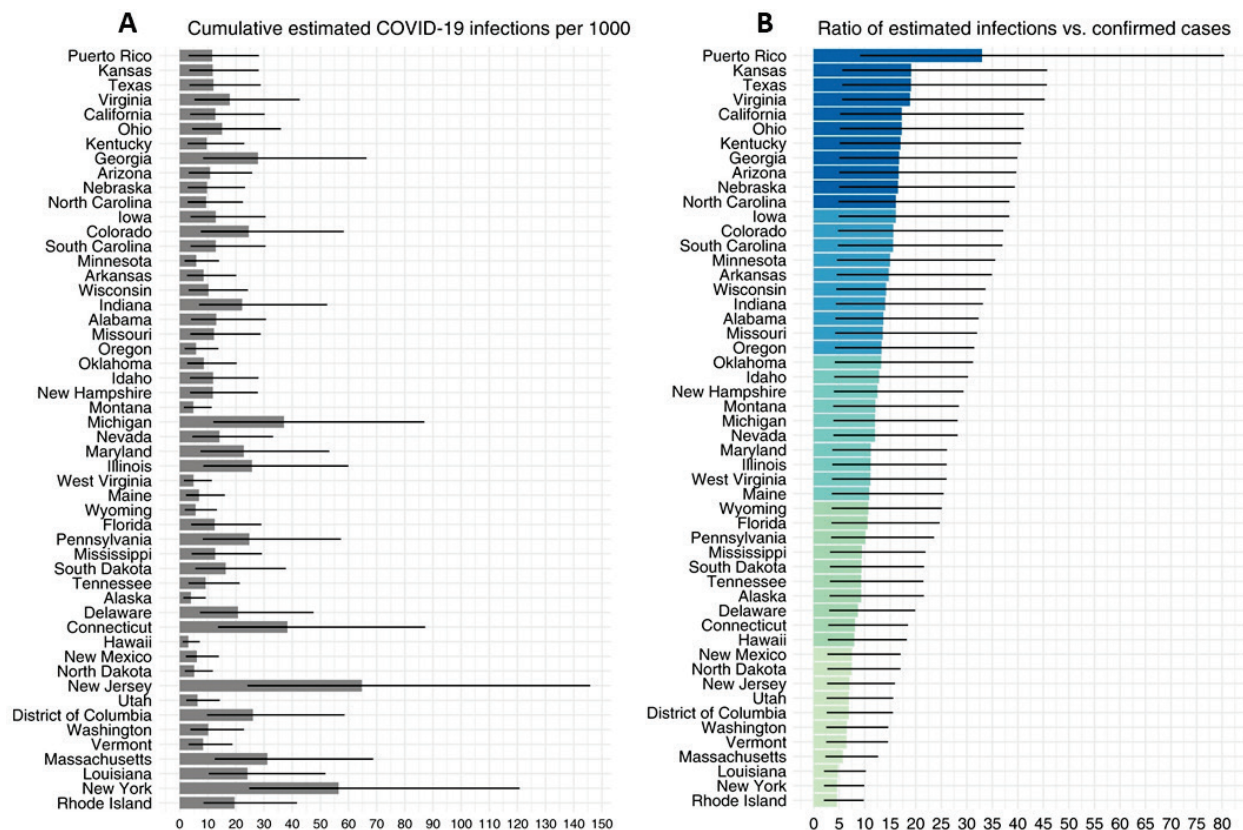 A
Cumulative estimated COVID-19 infections per 1000
Puerto Rico
Kansas
Texas
Virginia
California
Ohio
Kentucky
Georgia
Arizona
Nebraska
North Carolina
Iowa
Colorado
South Carolina
Minnesota
Arkansas
Wisconsin
Indiana
Alabama
Missouri
Oregon
Oklahoma
Idaho
New Hampshire
Montana
Michigan
Nevada
Maryland
Illinois
West Virginia
Maine
Wyoming
Florida
Pennsylvania
Mississippi
South Dakota
Tennessee
Alaska
Delaware
Connecticut
Hawaii
New Mexico
North Dakota
New Jersey
Utah
District of Columbia
Washington
Vermont
Massachusetts
Louisiana
New York
Rhode Island
0 10 20 30 40 50 60 70 80 90 100 110 120 130 140 150
B
Ratio of estimated infections vs. confirmed cases
Puerto Rico
Kansas
Texas
Virginia
California
Ohio
Kentucky
Georgia
Arizona
Nebraska
North Carolina
Iowa
Colorado
South Carolina
Minnesota
Arkansas
Wisconsin
Indiana
Alabama
Missouri
Oregon
Oklahoma
Idaho
New Hampshire
Montana
Michigan
Nevada
Maryland
Illinois
West Virginia
Maine
Wyoming
Florida
Pennsylvania
Mississippi
South Dakota
Tennessee
Alaska
Delaware
Connecticut
Hawaii
New Mexico
North Dakota
New Jersey
Utah
District of Columbia
Washington
Vermont
Massachusetts
Louisiana
New York
Rhode Island
0 5 10 15 20 25 30 35 40 45 50 55 60 65 70 75 80